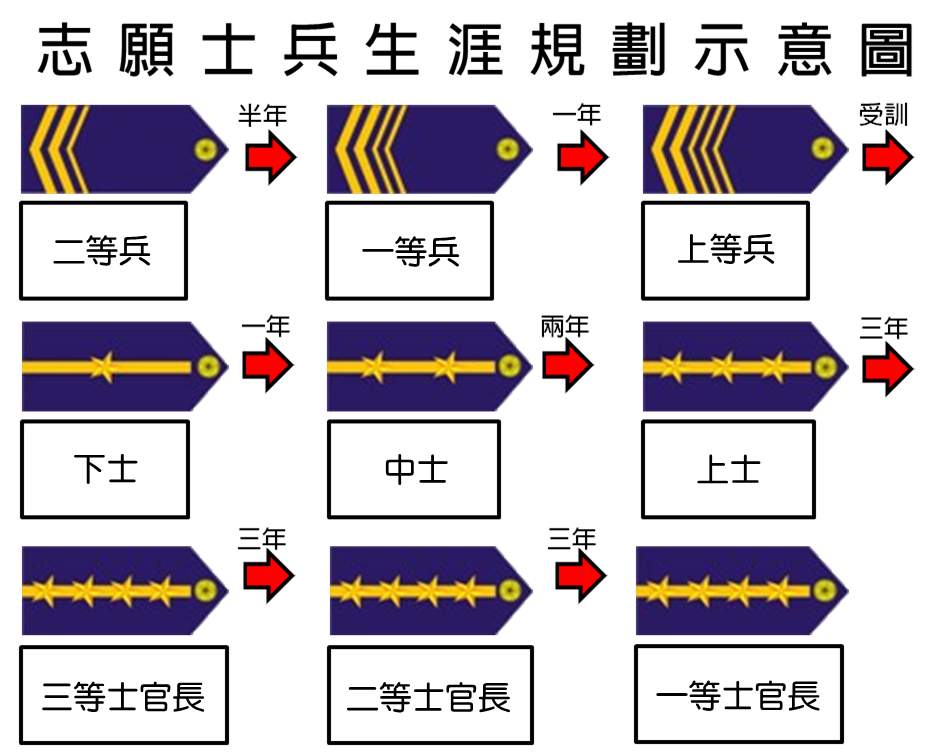 志願士兵生涯規劃示意圖
半年
一年
受訓
二等兵
一等兵
上等兵
一年
兩年
三年
下士
中士
上士
三年
三年
三等士官長
二等士官長
一等士官長